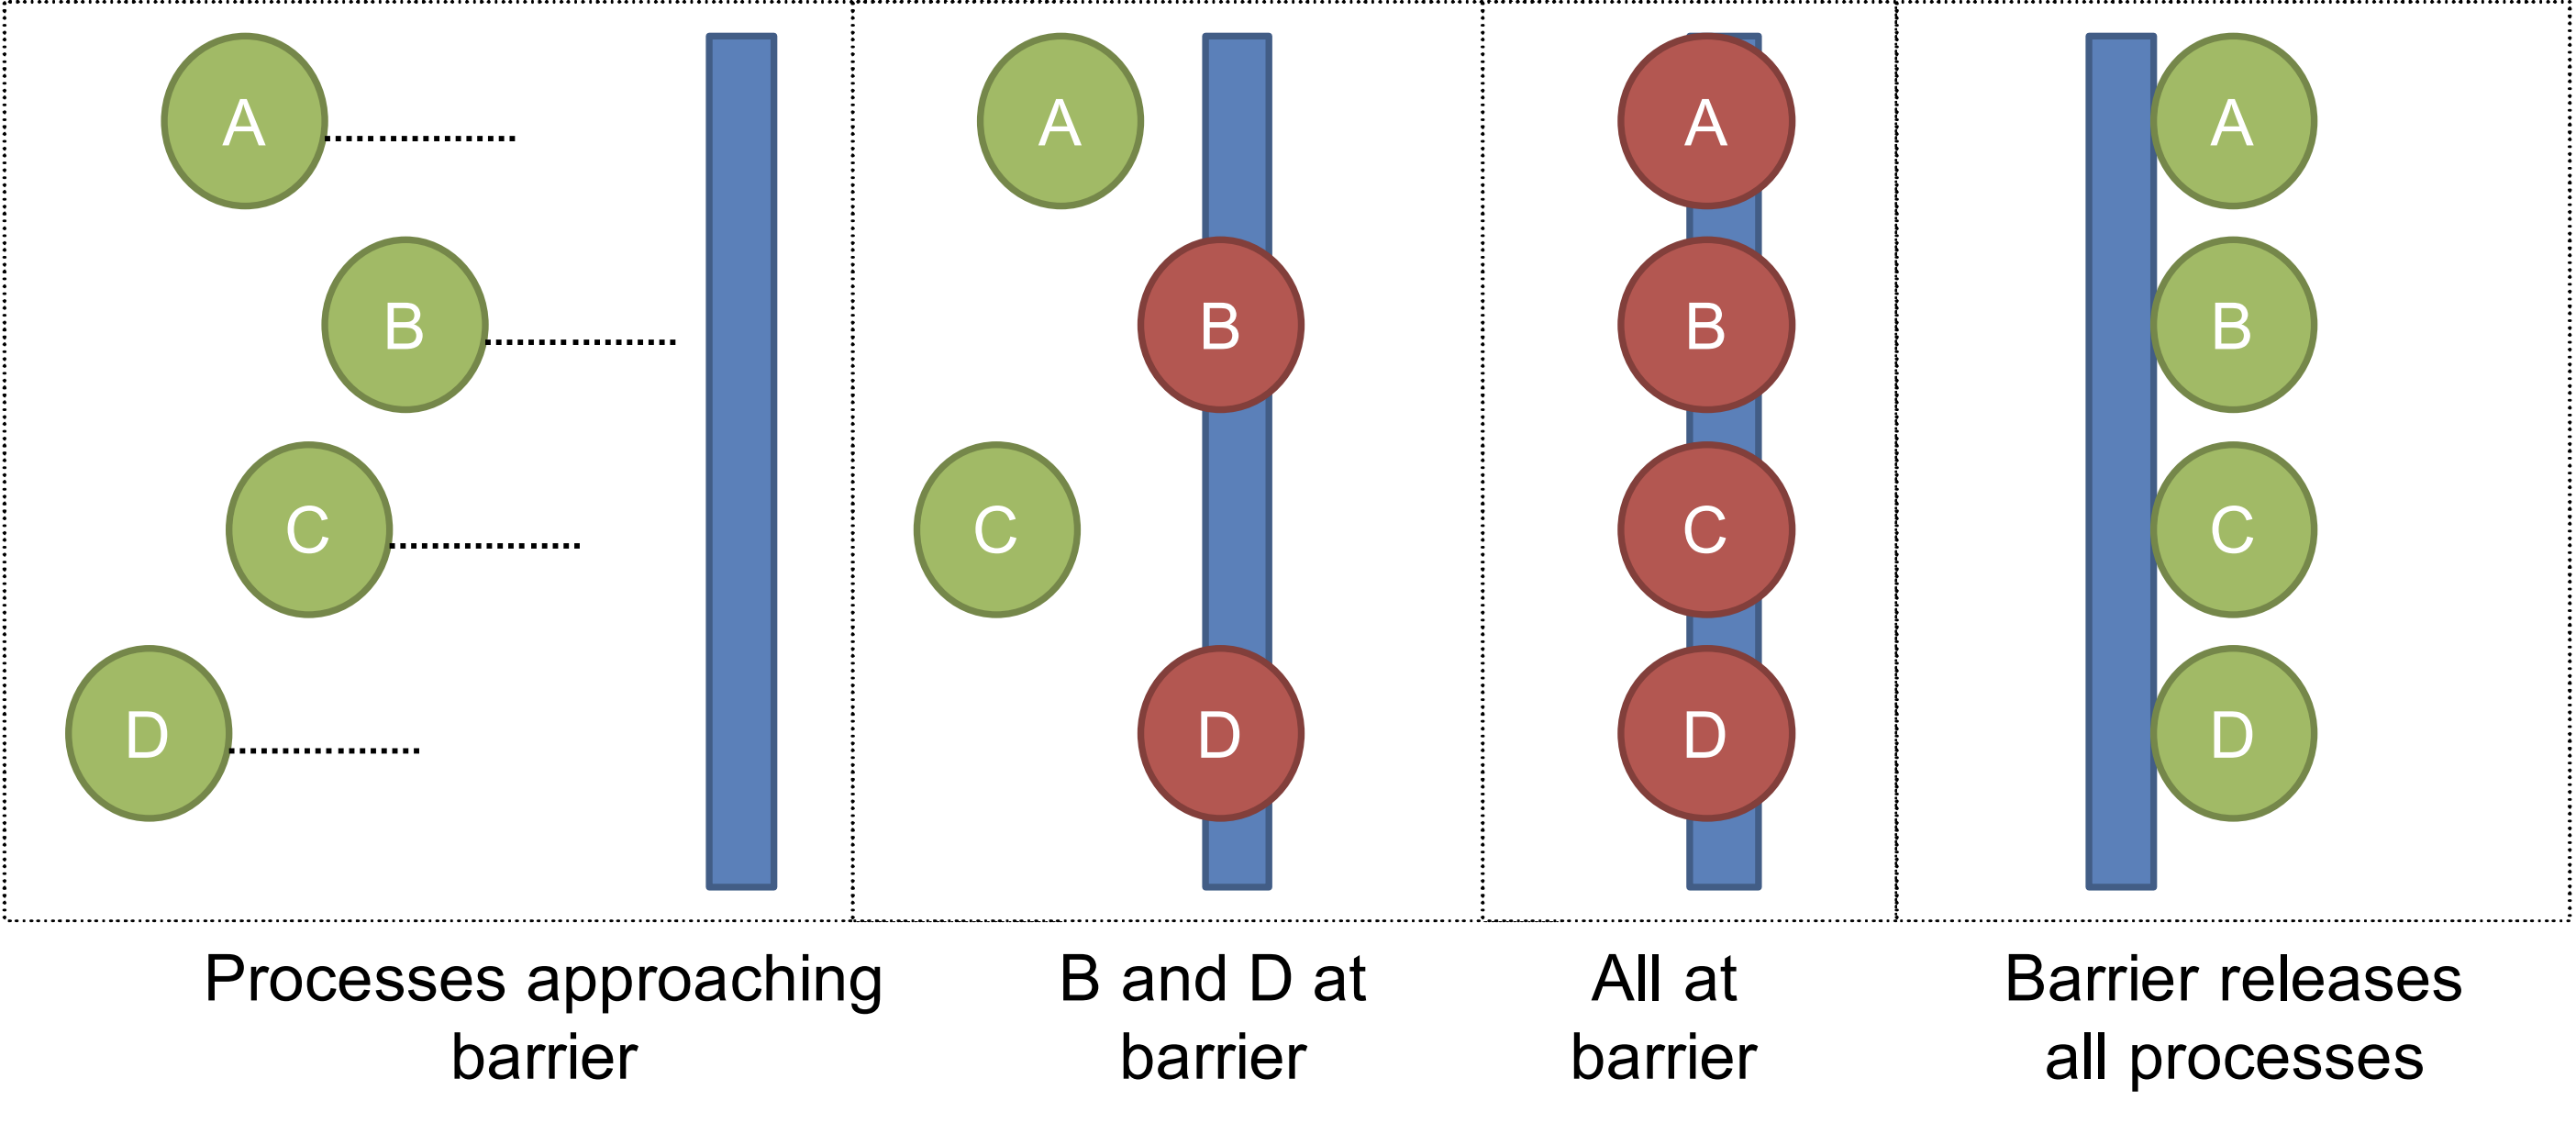 A
B
C
D
A
B
C
D
A
B
C
D
A
B
C
D
Processes approaching
barrier
B and D at
barrier
All at
barrier
Barrier releases
all processes